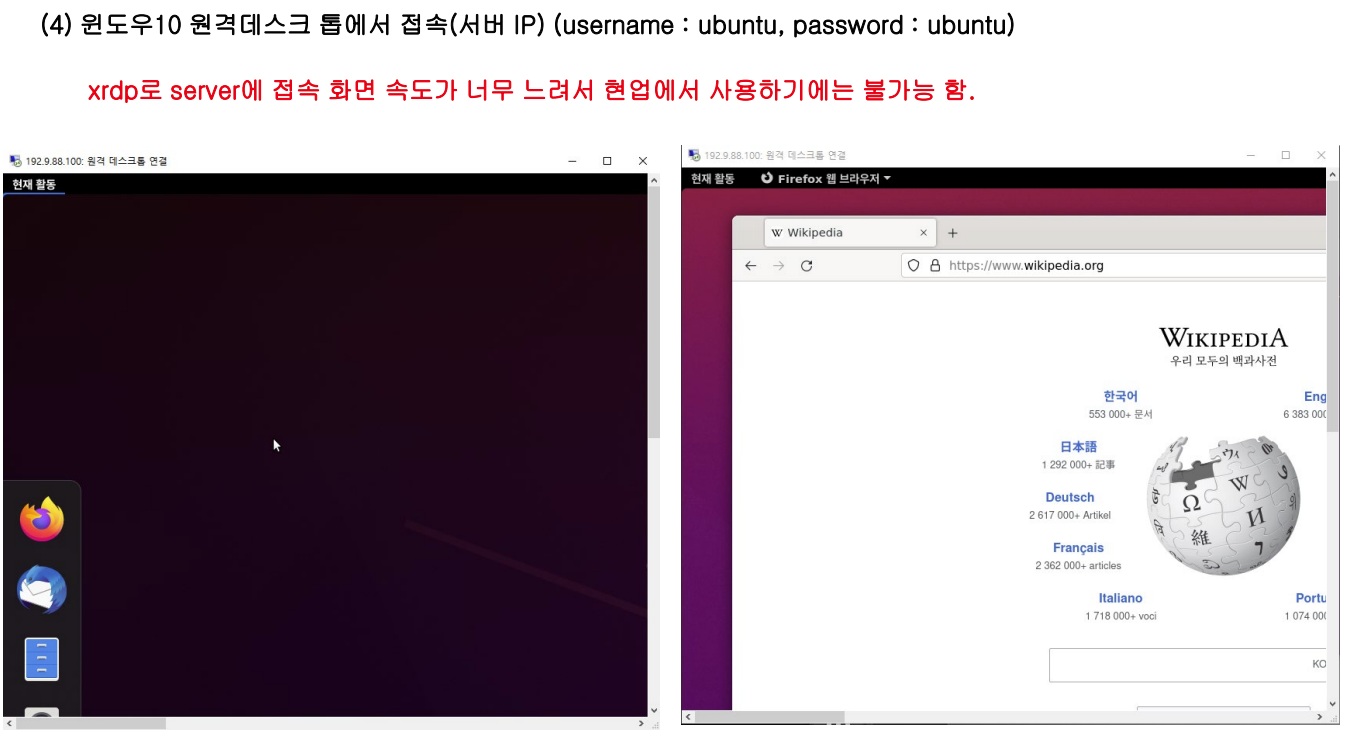 (4) 윈도우10 원격데스크 톱에서 접속(서버 IP) (username : ubuntu, password : ubuntu)
xrdp로 server에 접속 화면 속도가 너무 느려서 현업에서 사용하기에는 불가능 함.
192.9.88.100: 원격 데스크톱 연결
현재 활동
192.9.88.100: 원격 데스크톱 연결
현재 활동 Firefox 웹 브라우저
W Wikipedia
https://www.wikipedia.org
WIKIPEDIA
우리 모두의 백과사전
한국어 Eng
553 000+ 문서 6 383 000
日本語
1 292 000+ 記事
Deutsch
2 617 000+ Artikel
Français
2 362 000+ articles
Italiano Portu
1 718 000+ voci 1 074 000
KO